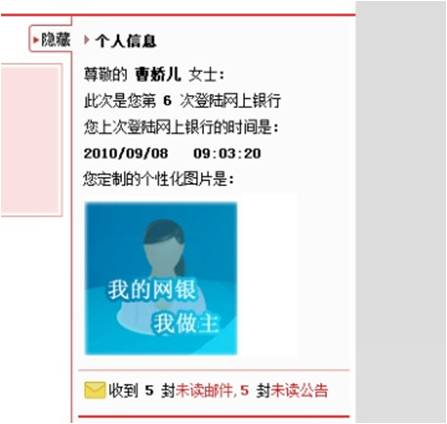 隐藏
个人信息
尊敬的 曹娇儿 女士：
此次是您第 6 次登陆网上银行
您上次登陆网上银行的时间是：
2010/09/08 09:03:20
您定制的个性化图片是：
我的网银
我做主
收到 5 封未读邮件,5 封未读公告